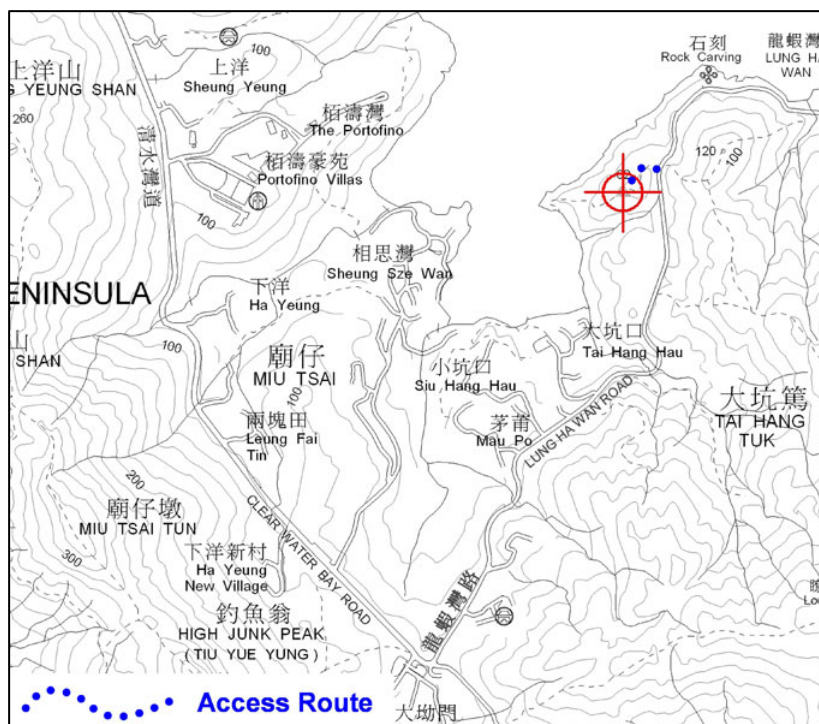 石刻
Rock Carving
龍蝦灣
LUNG HA
WAN
上洋山
G YEUNG SHAN
260
100
上洋
Sheung Yeung
栢濤灣
The Portofino
清水灣道
栢濤豪苑
Portofino Villas
100
120
100
相思灣
Sheung Sze Wan
ENINSULA
下洋
Ha Yeung
山
SHAN
100
廟仔
MIU TSAI
100
小坑口
Siu Hang Hau
大坑口
Tai Hang Hau
兩塊田
Leung Fai
Tin
茅莆
Mau Po
LUNG HA WAN ROAD
大坑篤
TAI HANG
TUK
200
廟仔墩
MIU TSAI TUN
300
CLEAR WATER BAY ROAD
下洋新村
Ha Yeung
New Village
釣魚翁
HIGH JUNK PEAK
( TIU YUE YUNG )
龍蝦灣路
Lo
大坳門
Access Route